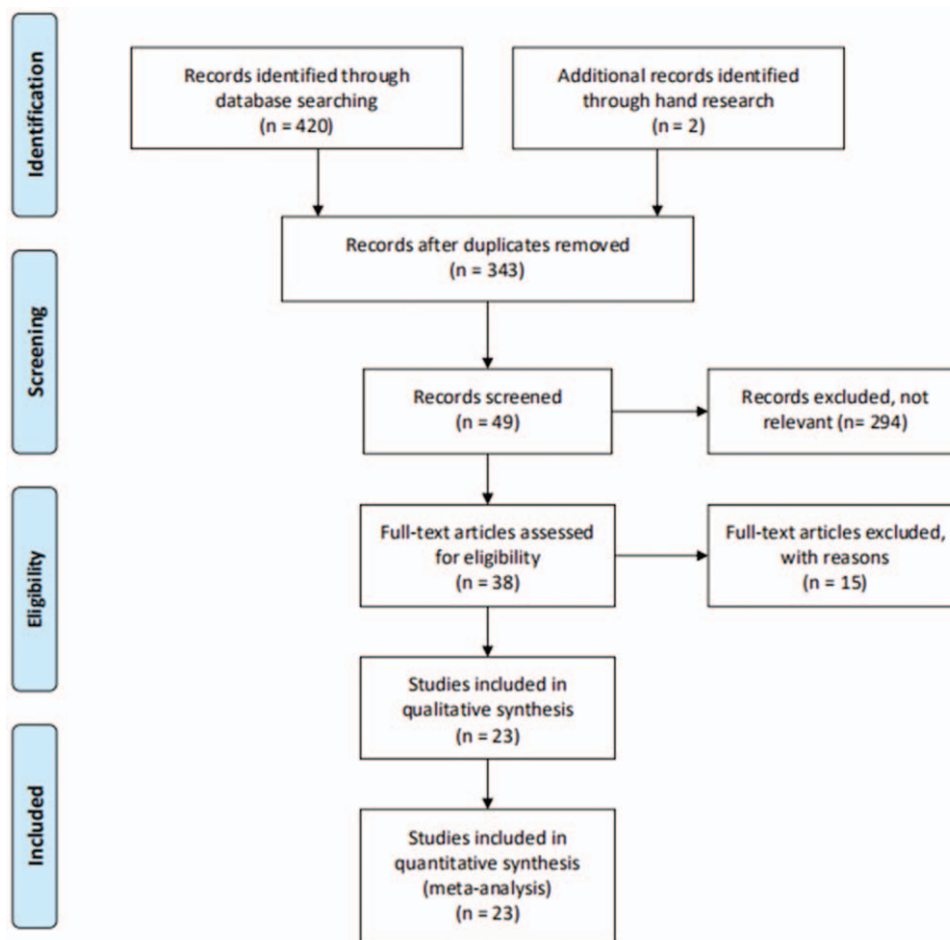 Identification
Records identified through
database searching
(n = 420)
Additional records identified
through hand research
(n = 2)
Records after duplicates removed
(n = 343)
Screening
Records screened
(n = 49)
Records excluded, not
relevant (n= 294)
Eligibility
Full-text articles assessed
for eligibility
(n = 38)
Full-text articles excluded,
with reasons
(n = 15)
Studies included in
qualitative synthesis
(n = 23)
Included
Studies included in
quantitative synthesis
(meta-analysis)
(n = 23)